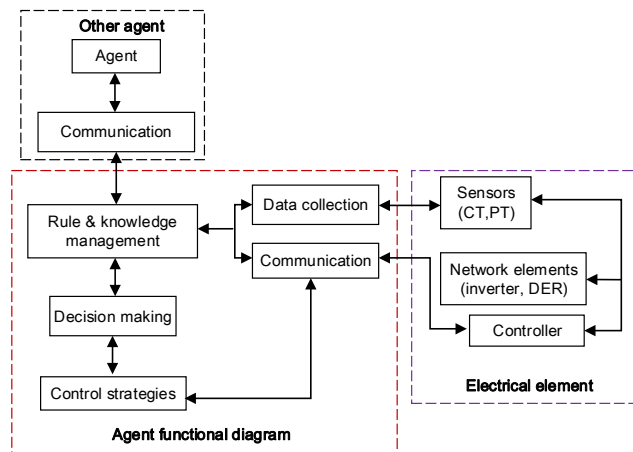 Other agent
Agent
Communication
Rule & knowledge
management
Decision making
Control strategies
Data collection
Communication
Agent functional diagram
Sensors
(CT,PT)
Network elements
(inverter, DER)
Controller
Electrical element